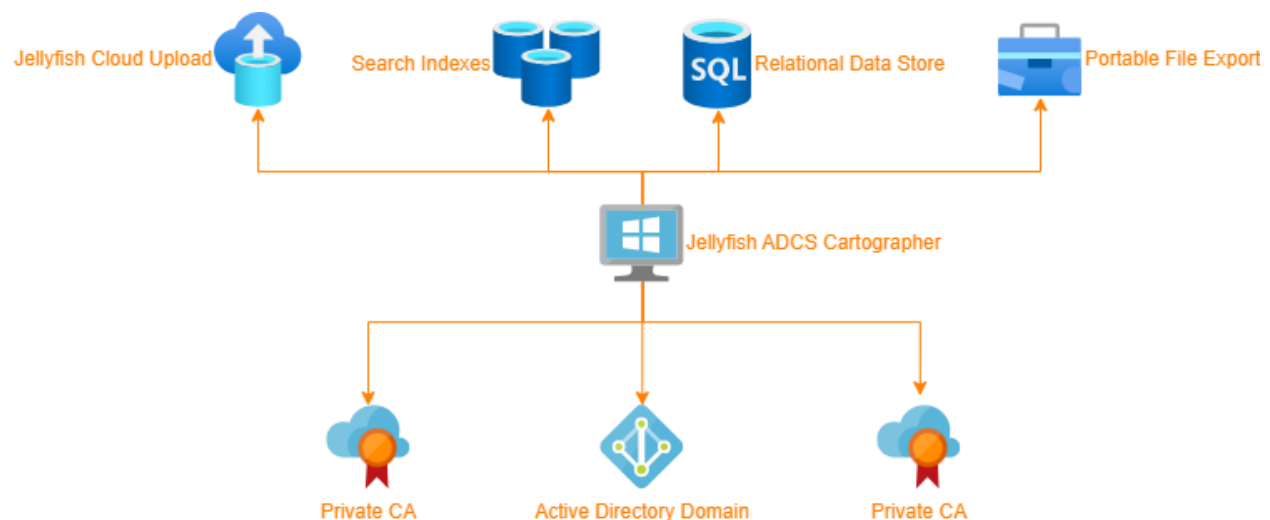 Jellyfish Cloud Upload
Search Indexes
SQL
Relational Data Store
Portable File Export
Jellyfish ADCS Cartographer
Private CA
Active Directory Domain
Private CA